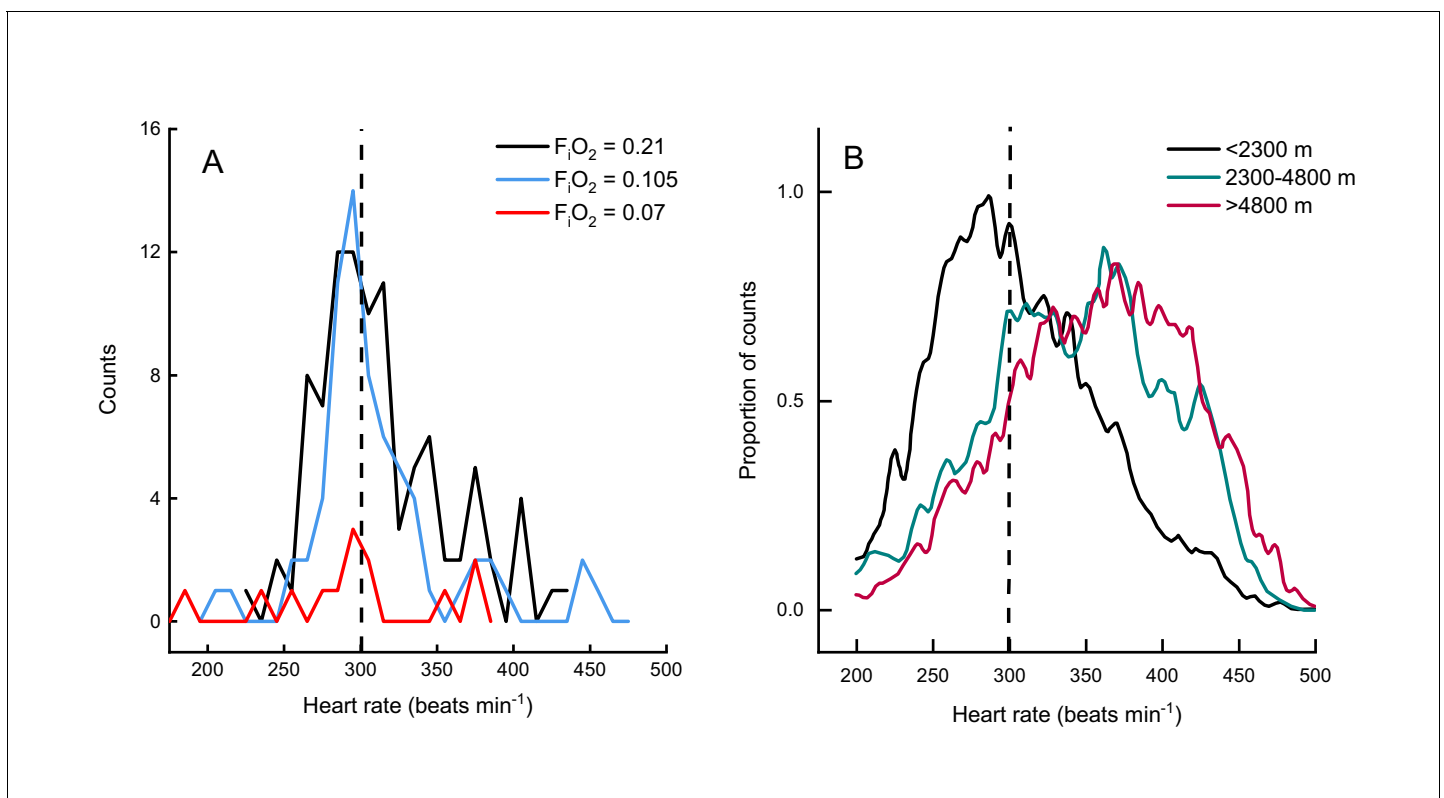 A
FᵢO₂ = 0.21
FᵢO₂ = 0.105
FᵢO₂ = 0.07
16
12
8
4
0
Counts
200 250 300 350 400 450 500
Heart rate (beats min⁻¹)
B
<2300 m
2300-4800 m
>4800 m
1.0
0.5
0.0
Proportion of counts
200 250 300 350 400 450 500
Heart rate (beats min⁻¹)